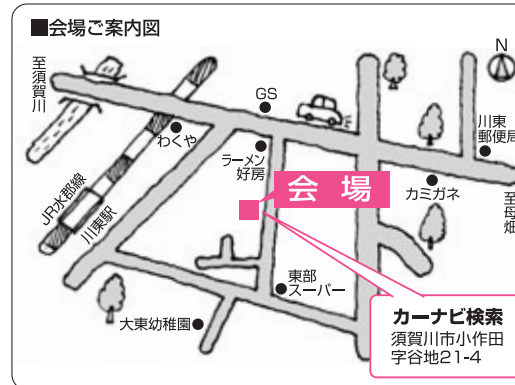 ■会場ご案内図
N
至須賀川
GS
わくや
ラーメン
好房
川東
郵便局
会場
カミガネ
至母畑
JR水郡線
川東駅
東部
スーパー
大東幼稚園
カーナビ検索
須賀川市小作田
字谷地21-4